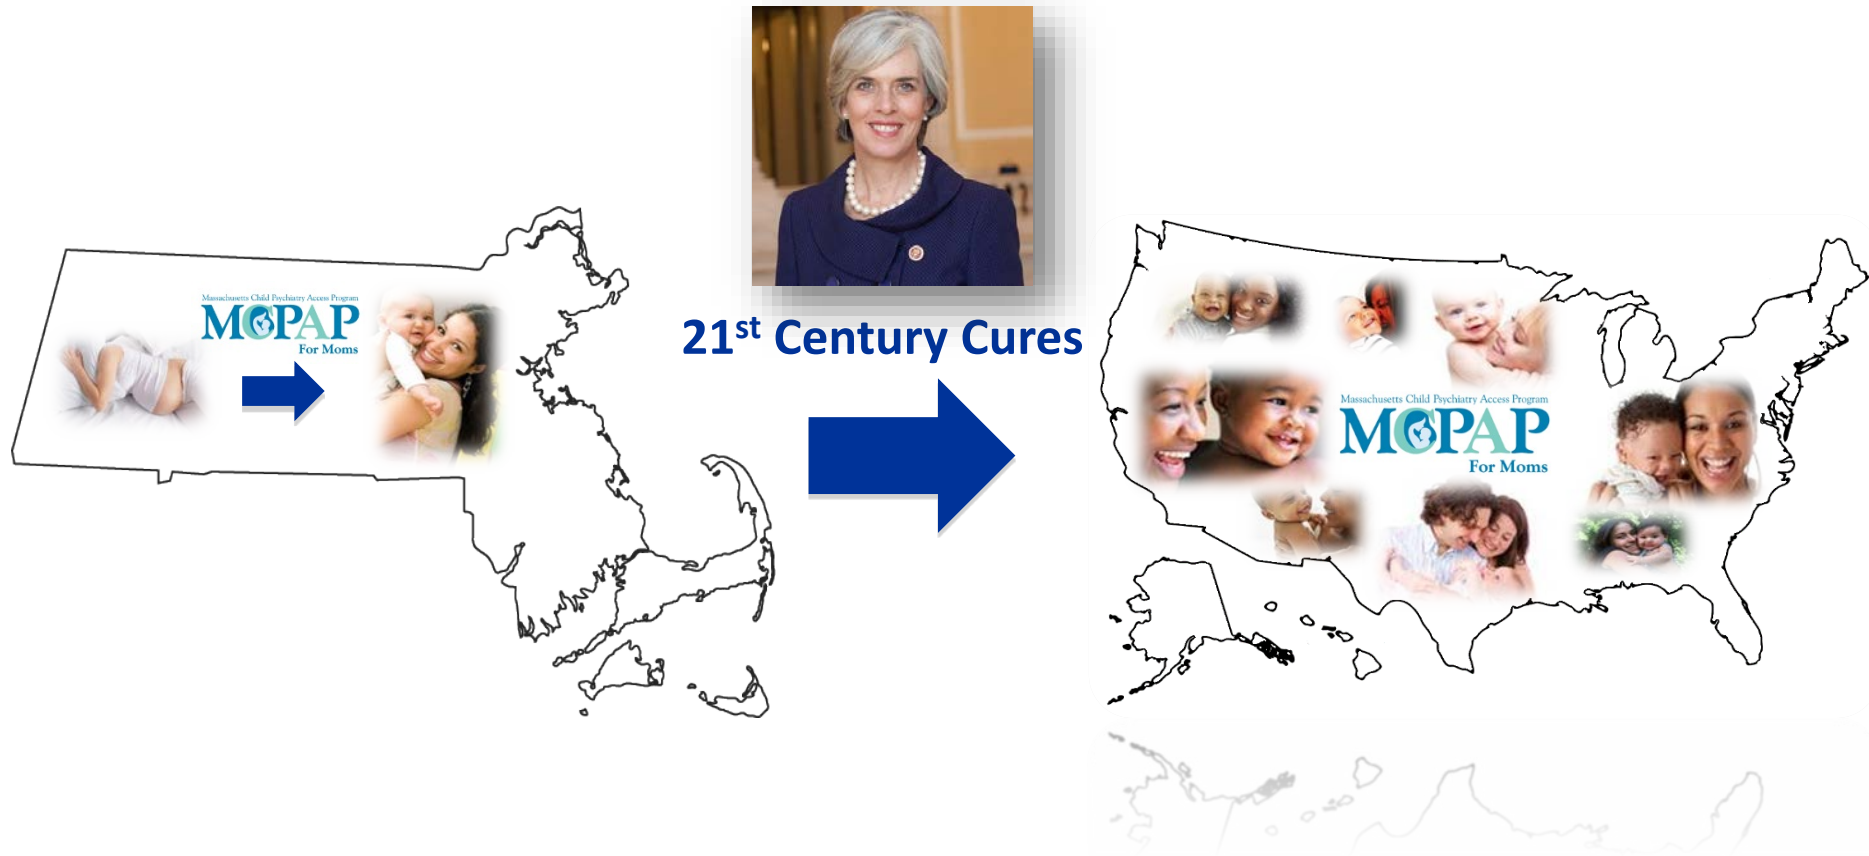 Massachusetts Child Psychiatry Access Program
MCPAP
For Moms
21st Century Cures
Massachusetts Child Psychiatry Access Program
MCPAP
For Moms